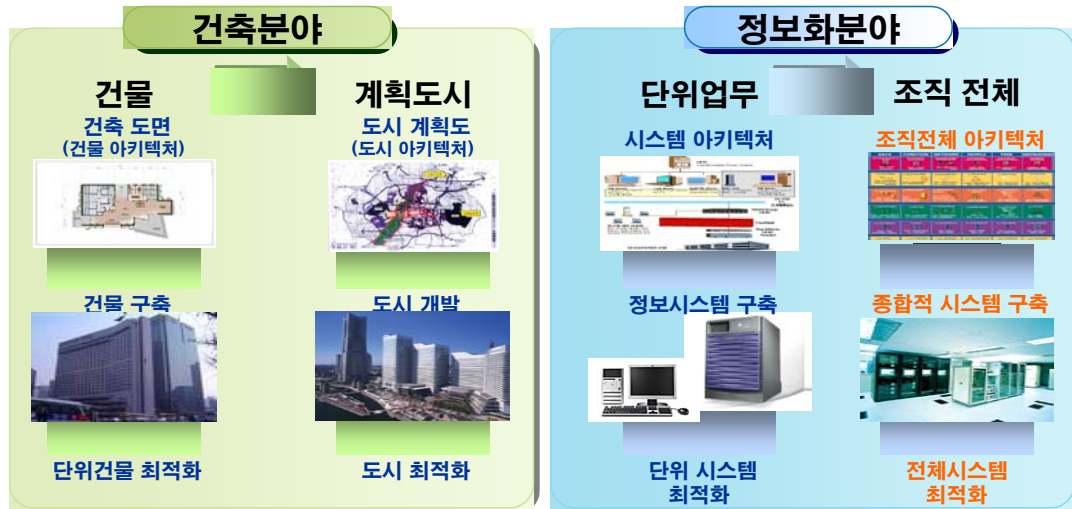 건축분야
건물
계획도시
건축 도면
(건물 아키텍처)
도시 계획도
(도시 아키텍처)
건물 구축
도시 개발
단위건물 최적화
도시 최적화
정보화분야
단위업무
조직 전체
시스템 아키텍처
조직전체 아키텍처
정보시스템 구축
종합적 시스템 구축
단위 시스템
최적화
전체시스템
최적화